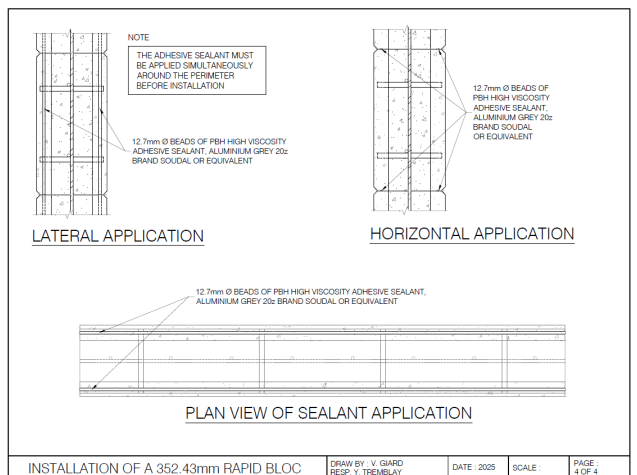 NOTE
THE ADHESIVE SEALANT MUST
BE APPLIED SIMULTANEOUSLY
AROUND THE PERIMETER
BEFORE INSTALLATION
12.7mm Ø BEADS OF PBH HIGH VISCOSITY
ADHESIVE SEALANT, ALUMINIUM GREY 20z
BRAND SOUDAL OR EQUIVALENT
LATERAL APPLICATION
12.7mm Ø BEADS OF
PBH HIGH VISCOSITY
ADHESIVE SEALANT,
ALUMINIUM GREY 20z
BRAND SOUDAL
OR EQUIVALENT
HORIZONTAL APPLICATION
12.7mm Ø BEADS OF PBH HIGH VISCOSITY ADHESIVE SEALANT,
ALUMINIUM GREY 20z BRAND SOUDAL OR EQUIVALENT
PLAN VIEW OF SEALANT APPLICATION
INSTALLATION OF A 352.43mm RAPID BLOC
DRAW BY : V. GIARD
RESP. Y. TREMBLAY
DATE : 2025
SCALE :
PAGE :
4 OF 4